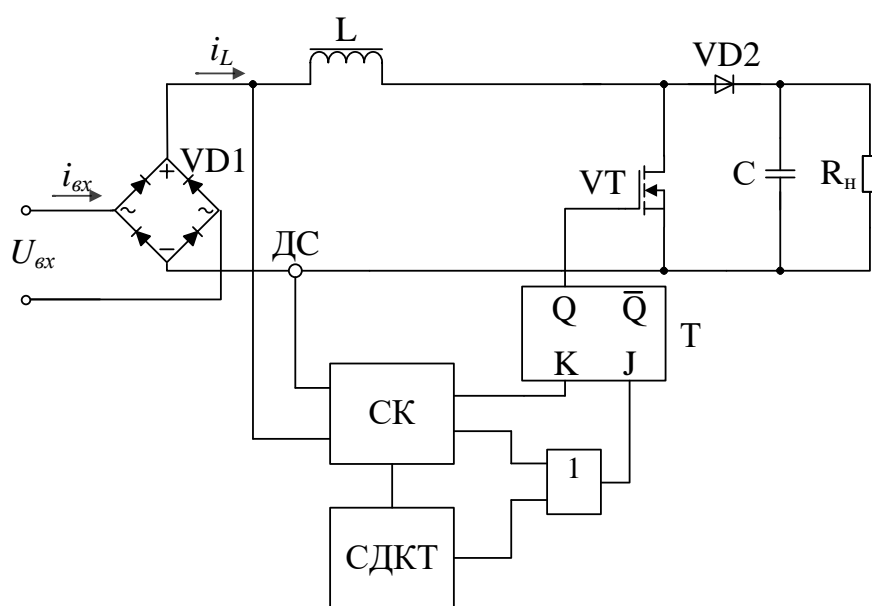 L
i_L
VD2
VD1
+
i_вх
VT
C
R_н
~
~
U_вх
−
ДС
Q Q̅
T
K J
СК
1
СДКТ